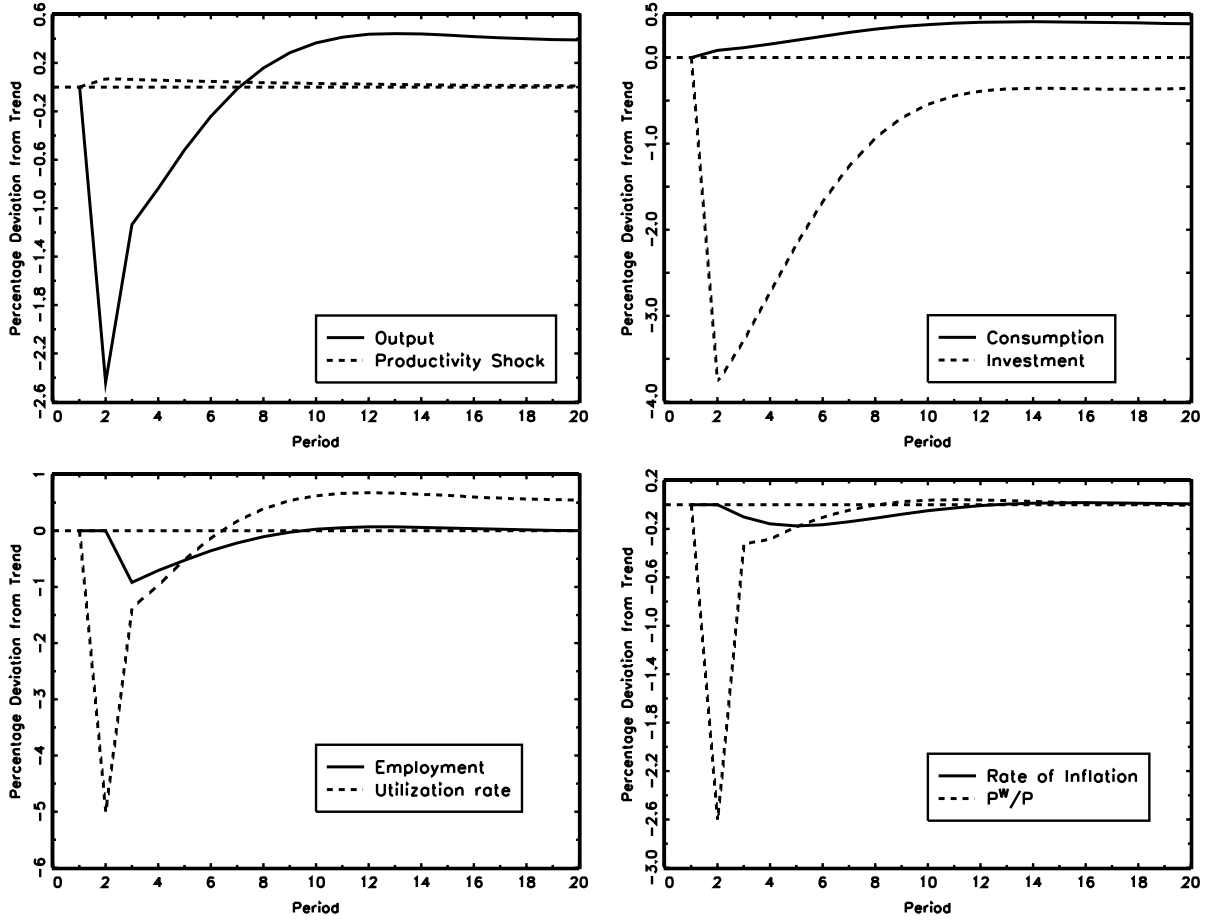 Percentage Deviation from Trend
0.6
0.2
-0.2
-0.6
-1.0
-1.4
-1.8
-2.2
-2.6
Output
Productivity Shock
0 2 4 6 8 10 12 14 16 18 20
Period
Percentage Deviation from Trend
0.5
0.0
-1.0
-2.0
-3.0
-4.0
Consumption
Investment
0 2 4 6 8 10 12 14 16 18 20
Period
Percentage Deviation from Trend
1
0
-1
-2
-3
-4
-5
-6
Employment
Utilization rate
0 2 4 6 8 10 12 14 16 18 20
Period
Percentage Deviation from Trend
0.2
-0.2
-0.6
-1.0
-1.4
-1.8
-2.2
-2.6
-3.0
Rate of Inflation
P^W/P
0 2 4 6 8 10 12 14 16 18 20
Period